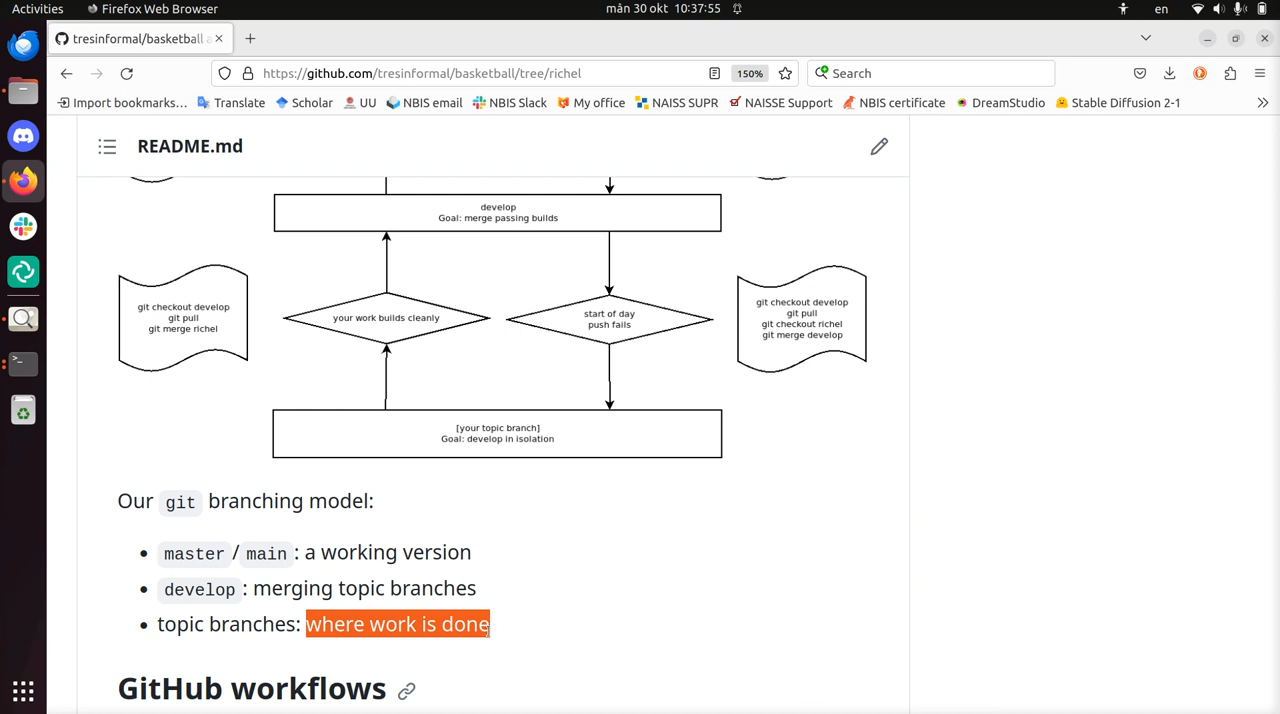 Activities
Firefox Web Browser
mån 30 okt 10:37:55
en
tresinformal/basketball a
https://github.com/tresinformal/basketball/tree/richel
150%
Search
Import bookmarks...
Translate
Scholar
UU
NBIS email
NBIS Slack
My office
NAISS SUPR
NAISSE Support
NBIS certificate
DreamStudio
Stable Diffusion 2-1
README.md
develop
Goal: merge passing builds
git checkout develop
git pull
git merge richel
your work builds cleanly
start of day
push fails
git checkout develop
git pull
git checkout richel
git merge develop
[your topic branch]
Goal: develop in isolation
Our git branching model:
master/main: a working version
develop: merging topic branches
topic branches: where work is done
GitHub workflows